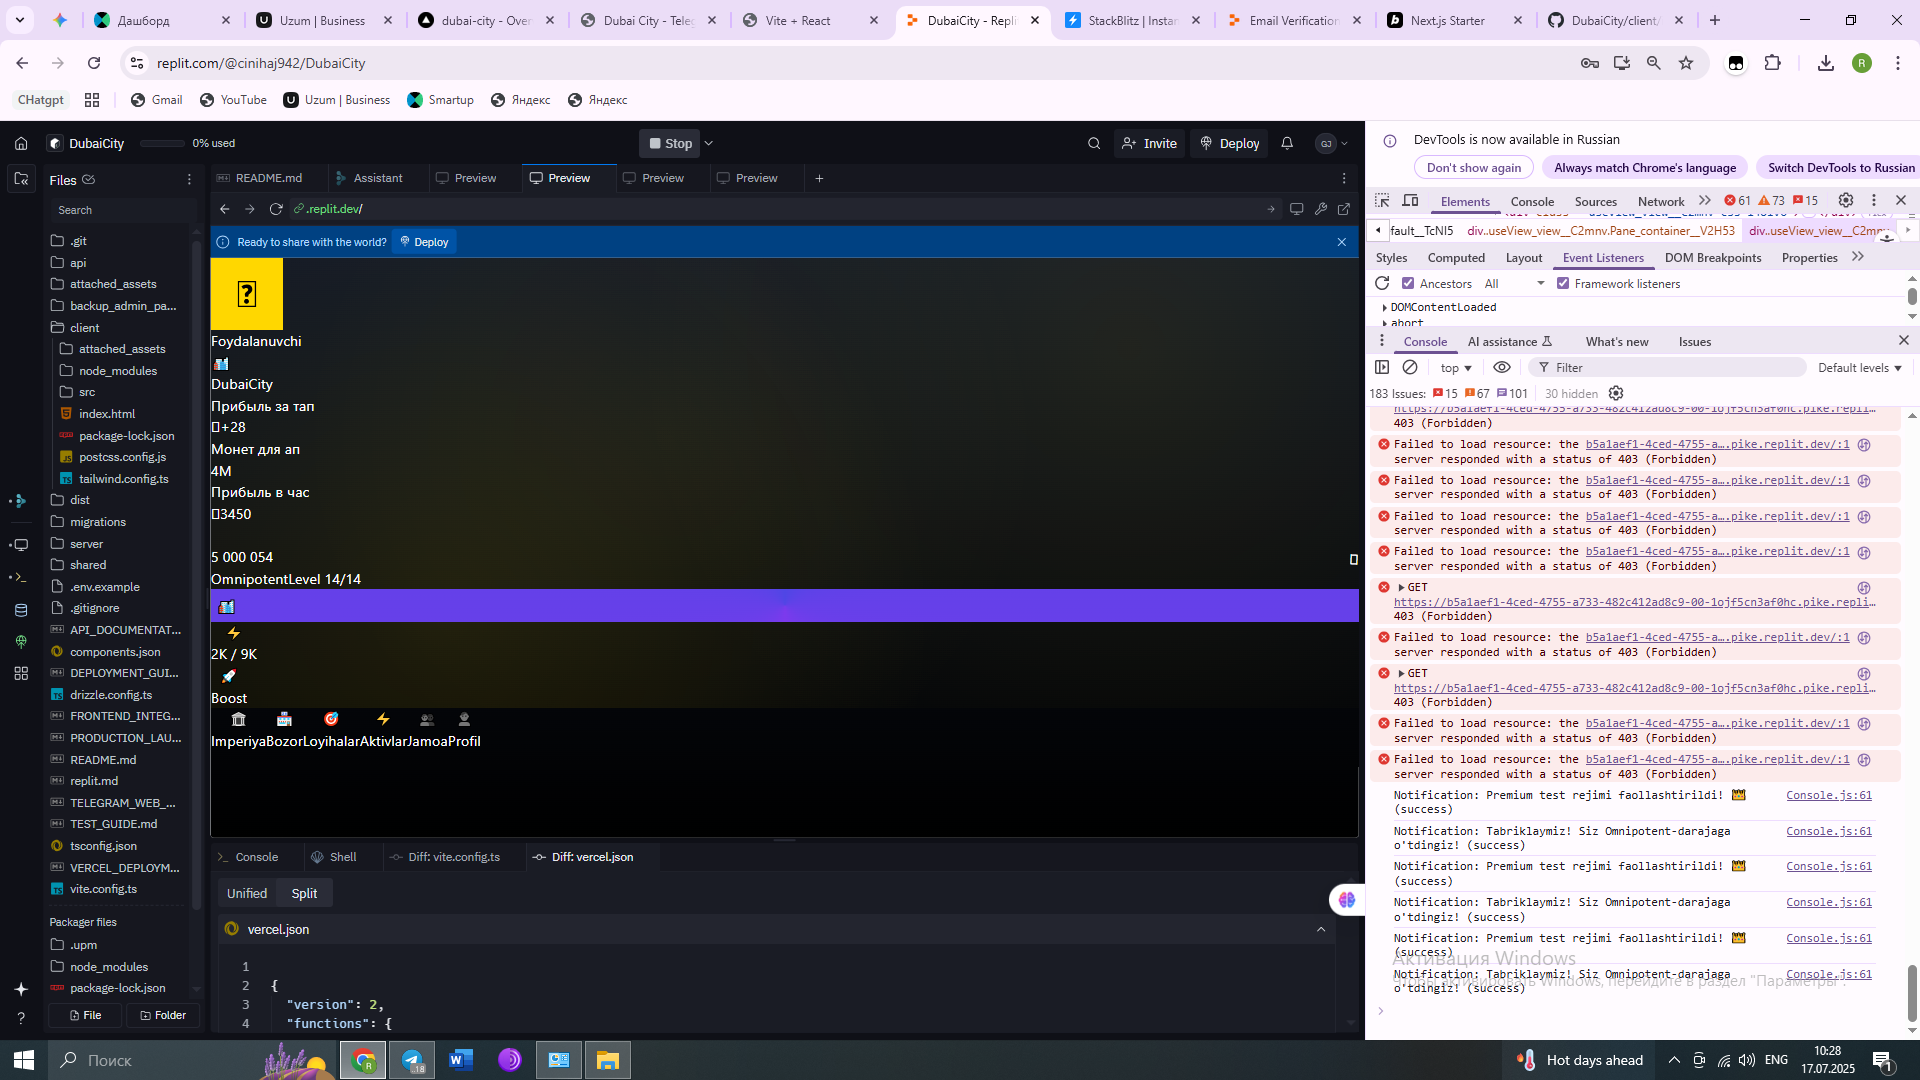 Дашборд
Uzum | Business
dubai-city - Over
Dubai City - Tele
Vite + React
DubaiCity - Repli
StackBlitz | Instan
Email Verification
Next.js Starter
DubaiCity/client/
replit.com/@cinihaj942/DubaiCity
R
CHatgpt
Gmail
YouTube
Uzum | Business
Smartup
Яндекс
Яндекс
DubaiCity
0% used
Stop
Invite
Deploy
GJ
Files
Search
.git
api
attached_assets
backup_admin_pa...
client
attached_assets
node_modules
src
index.html
package-lock.json
postcss.config.js
tailwind.config.ts
dist
migrations
server
shared
.env.example
.gitignore
API_DOCUMENTAT...
components.json
DEPLOYMENT_GUI...
drizzle.config.ts
FRONTEND_INTEG...
PRODUCTION_LAU...
README.md
replit.md
TELEGRAM_WEB_...
TEST_GUIDE.md
tsconfig.json
VERCEL_DEPLOYM...
vite.config.ts
Packager files
.upm
node_modules
package-lock.json
File
Folder
README.md
Assistant
Preview
Preview
Preview
Preview
.replit.dev/
Ready to share with the world?
Deploy
Foydalanuvchi
DubaiCity
Прибыль за тап
+28
Монет для ап
4M
Прибыль в час
3450
5 000 054
OmnipotentLevel 14/14
2K / 9K
Boost
ImperiyaBozorLoyihalarAktivlarJamoaProfil
Console
Shell
Diff: vite.config.ts
Diff: vercel.json
Unified
Split
vercel.json
1
2 {
3 "version": 2,
4 "functions": {
DevTools is now available in Russian
Don't show again
Always match Chrome's language
Switch DevTools to Russian
Elements
Console
Sources
Network
61
73
15
fault__TcNI5
div..useView_view__C2mnv.Pane_container__V2H53
div..useView_view__C2mnv
Styles
Computed
Layout
Event Listeners
DOM Breakpoints
Properties
Ancestors
All
Framework listeners
DOMContentLoaded
abort
Console
AI assistance
What's new
Issues
top
Filter
Default levels
183 Issues:
15
67
101
30 hidden
https://b5a1aef1-4ced-4755-a733-482c412ad8c9-00-1ojf5cn3af0hc.pike.repli…
403 (Forbidden)
Failed to load resource: the b5a1aef1-4ced-4755-a….pike.replit.dev/:1
server responded with a status of 403 (Forbidden)
Failed to load resource: the b5a1aef1-4ced-4755-a….pike.replit.dev/:1
server responded with a status of 403 (Forbidden)
Failed to load resource: the b5a1aef1-4ced-4755-a….pike.replit.dev/:1
server responded with a status of 403 (Forbidden)
Failed to load resource: the b5a1aef1-4ced-4755-a….pike.replit.dev/:1
server responded with a status of 403 (Forbidden)
GET
https://b5a1aef1-4ced-4755-a733-482c412ad8c9-00-1ojf5cn3af0hc.pike.repli…
403 (Forbidden)
Failed to load resource: the b5a1aef1-4ced-4755-a….pike.replit.dev/:1
server responded with a status of 403 (Forbidden)
GET
https://b5a1aef1-4ced-4755-a733-482c412ad8c9-00-1ojf5cn3af0hc.pike.repli…
403 (Forbidden)
Failed to load resource: the b5a1aef1-4ced-4755-a….pike.replit.dev/:1
server responded with a status of 403 (Forbidden)
Failed to load resource: the b5a1aef1-4ced-4755-a….pike.replit.dev/:1
server responded with a status of 403 (Forbidden)
Notification: Premium test rejimi faollashtirildi! Console.js:61
(success)
Notification: Tabriklaymiz! Siz Omnipotent-darajaga Console.js:61
o'tdingiz! (success)
Notification: Premium test rejimi faollashtirildi! Console.js:61
(success)
Notification: Tabriklaymiz! Siz Omnipotent-darajaga Console.js:61
o'tdingiz! (success)
Notification: Premium test rejimi faollashtirildi! Console.js:61
(success)
Notification: Tabriklaymiz! Siz Omnipotent-darajaga Console.js:61
o'tdingiz! (success)
Активация Windows
Чтобы активировать Windows, перейдите в раздел "Параметры".
Поиск
..18
Hot days ahead
ENG
10:28
17.07.2025
1